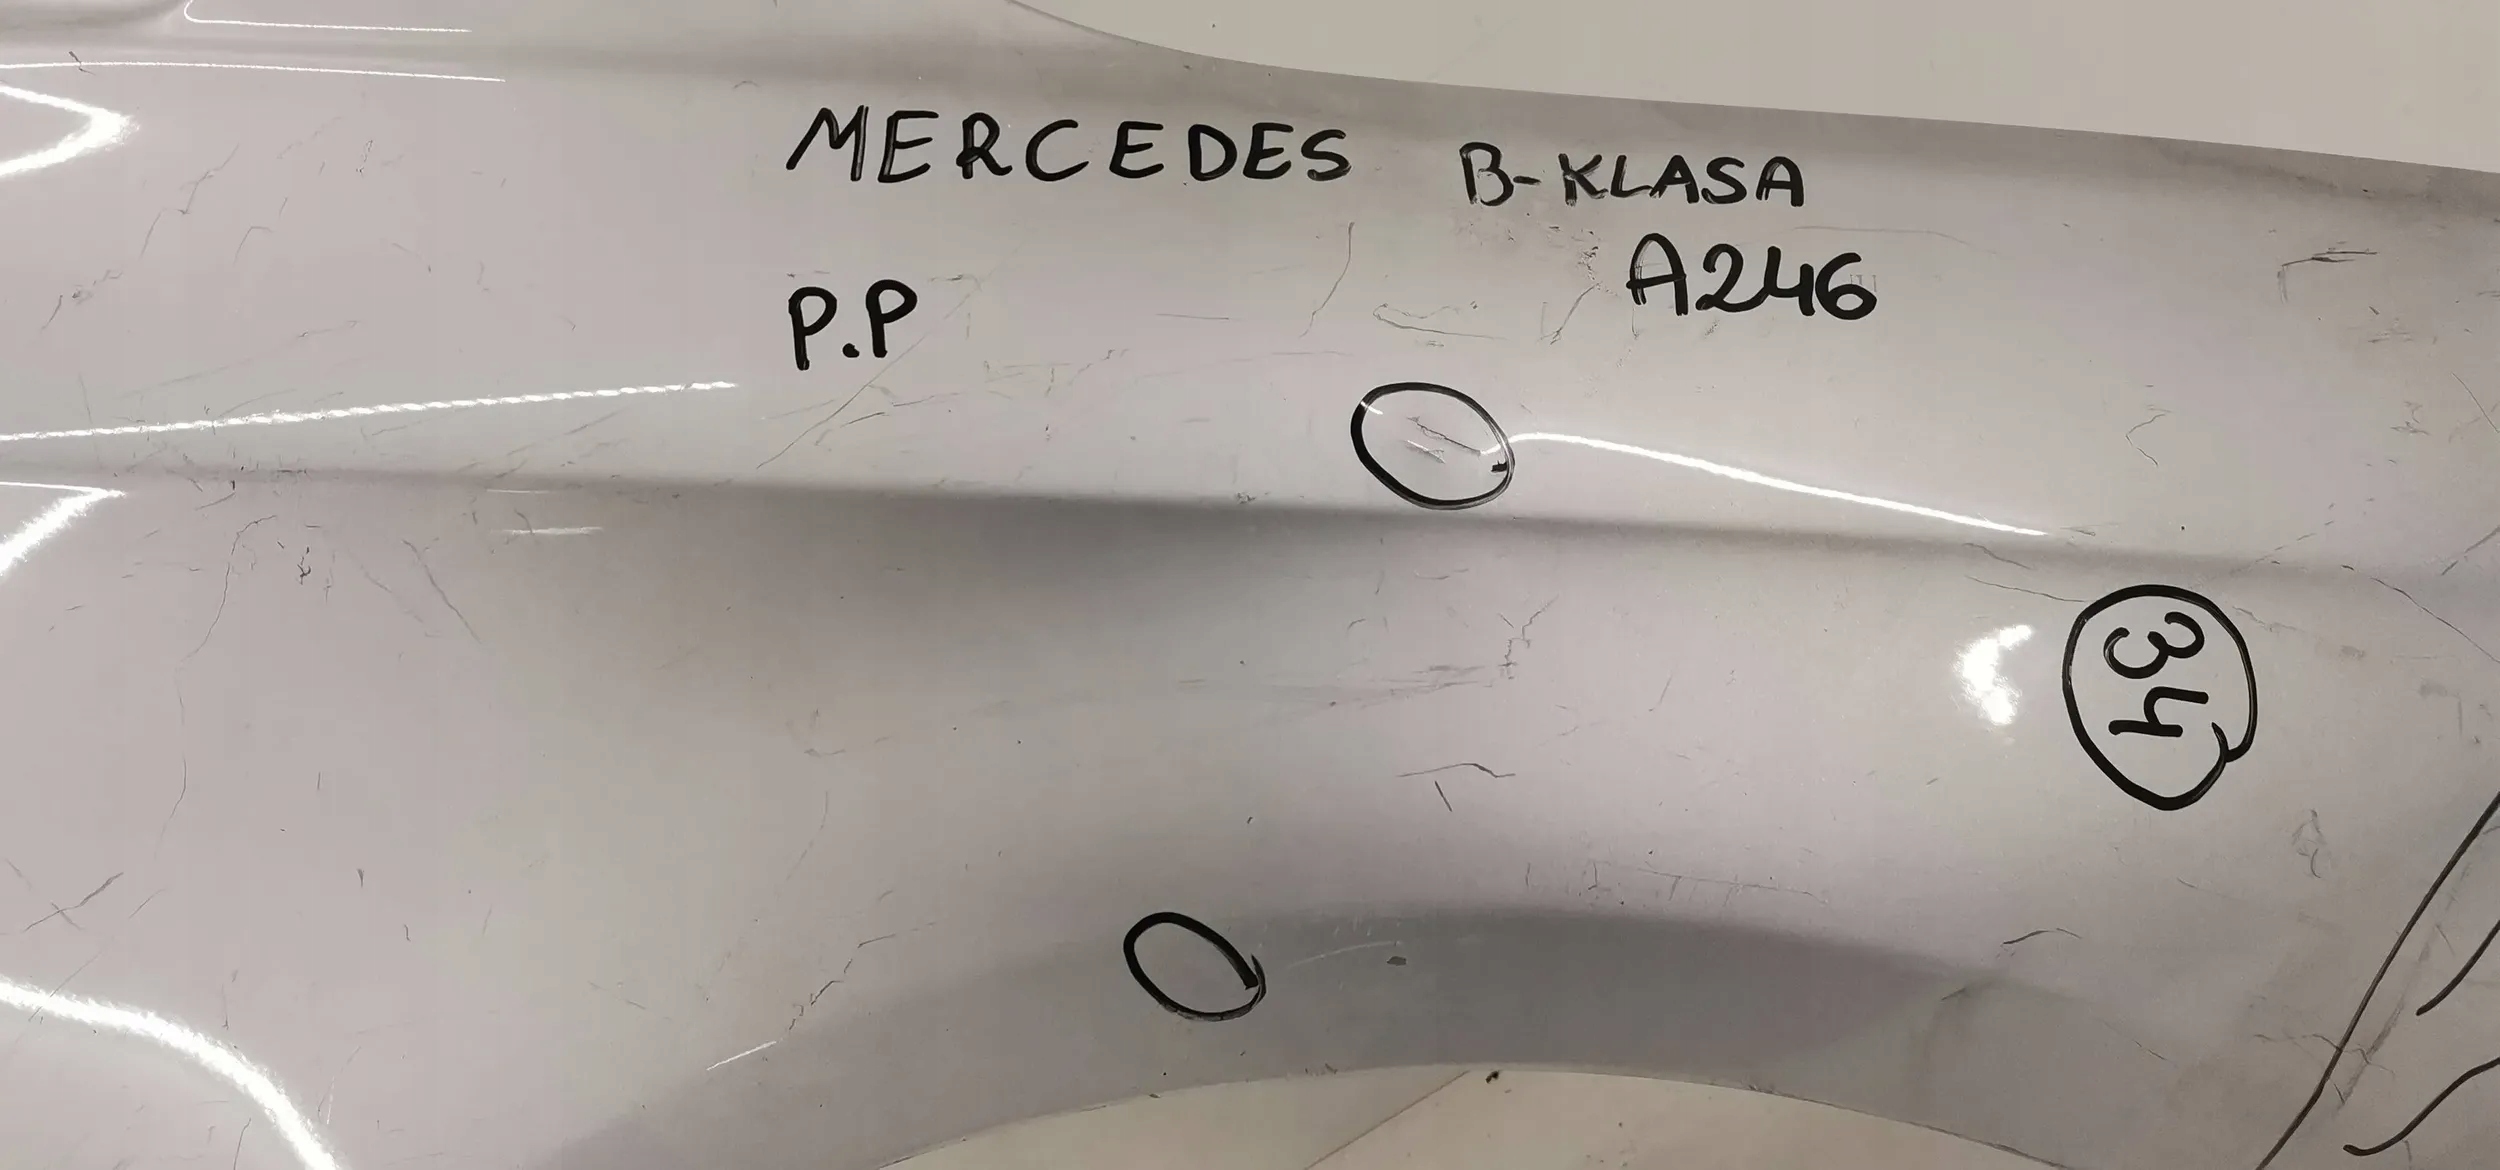 MERCEDES B-KLASA
A246
P.P
34